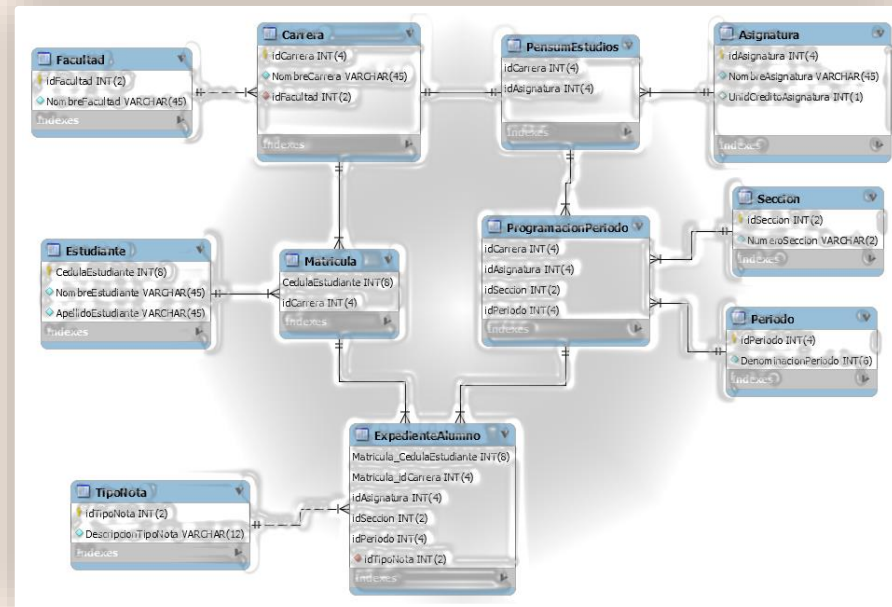 Facultad
idFacultad INT(2)
NombreFacultad VARCHAR(45)
Indexes
Carrera
idCarrera INT(4)
NombreCarrera VARCHAR(45)
idFacultad INT(2)
Indexes
PensumEstudios
idCarrera INT(4)
idAsignatura INT(4)
Indexes
Asignatura
idAsignatura INT(4)
NombreAsignatura VARCHAR(45)
UnidCreditoAsignatura INT(1)
Indexes
Estudiante
CedulaEstudiante INT(8)
NombreEstudiante VARCHAR(45)
ApellidoEstudiante VARCHAR(45)
Indexes
Matricula
CedulaEstudiante INT(8)
idCarrera INT(4)
Indexes
ProgramacionPeriodo
idCarrera INT(4)
idAsignatura INT(4)
idSeccion INT(2)
idPeriodo INT(4)
Indexes
Seccion
idSeccion INT(2)
NumeroSeccion VARCHAR(2)
Indexes
Periodo
idPeriodo INT(4)
DenominacionPeriodo INT(6)
Indexes
TipoNota
idTipoNota INT(2)
DescripcionTipoNota VARCHAR(12)
Indexes
ExpedienteAlumno
Matricula_CedulaEstudiante INT(8)
Matricula_idCarrera INT(4)
idAsignatura INT(4)
idSeccion INT(2)
idPeriodo INT(4)
idTipoNota INT(2)
Indexes